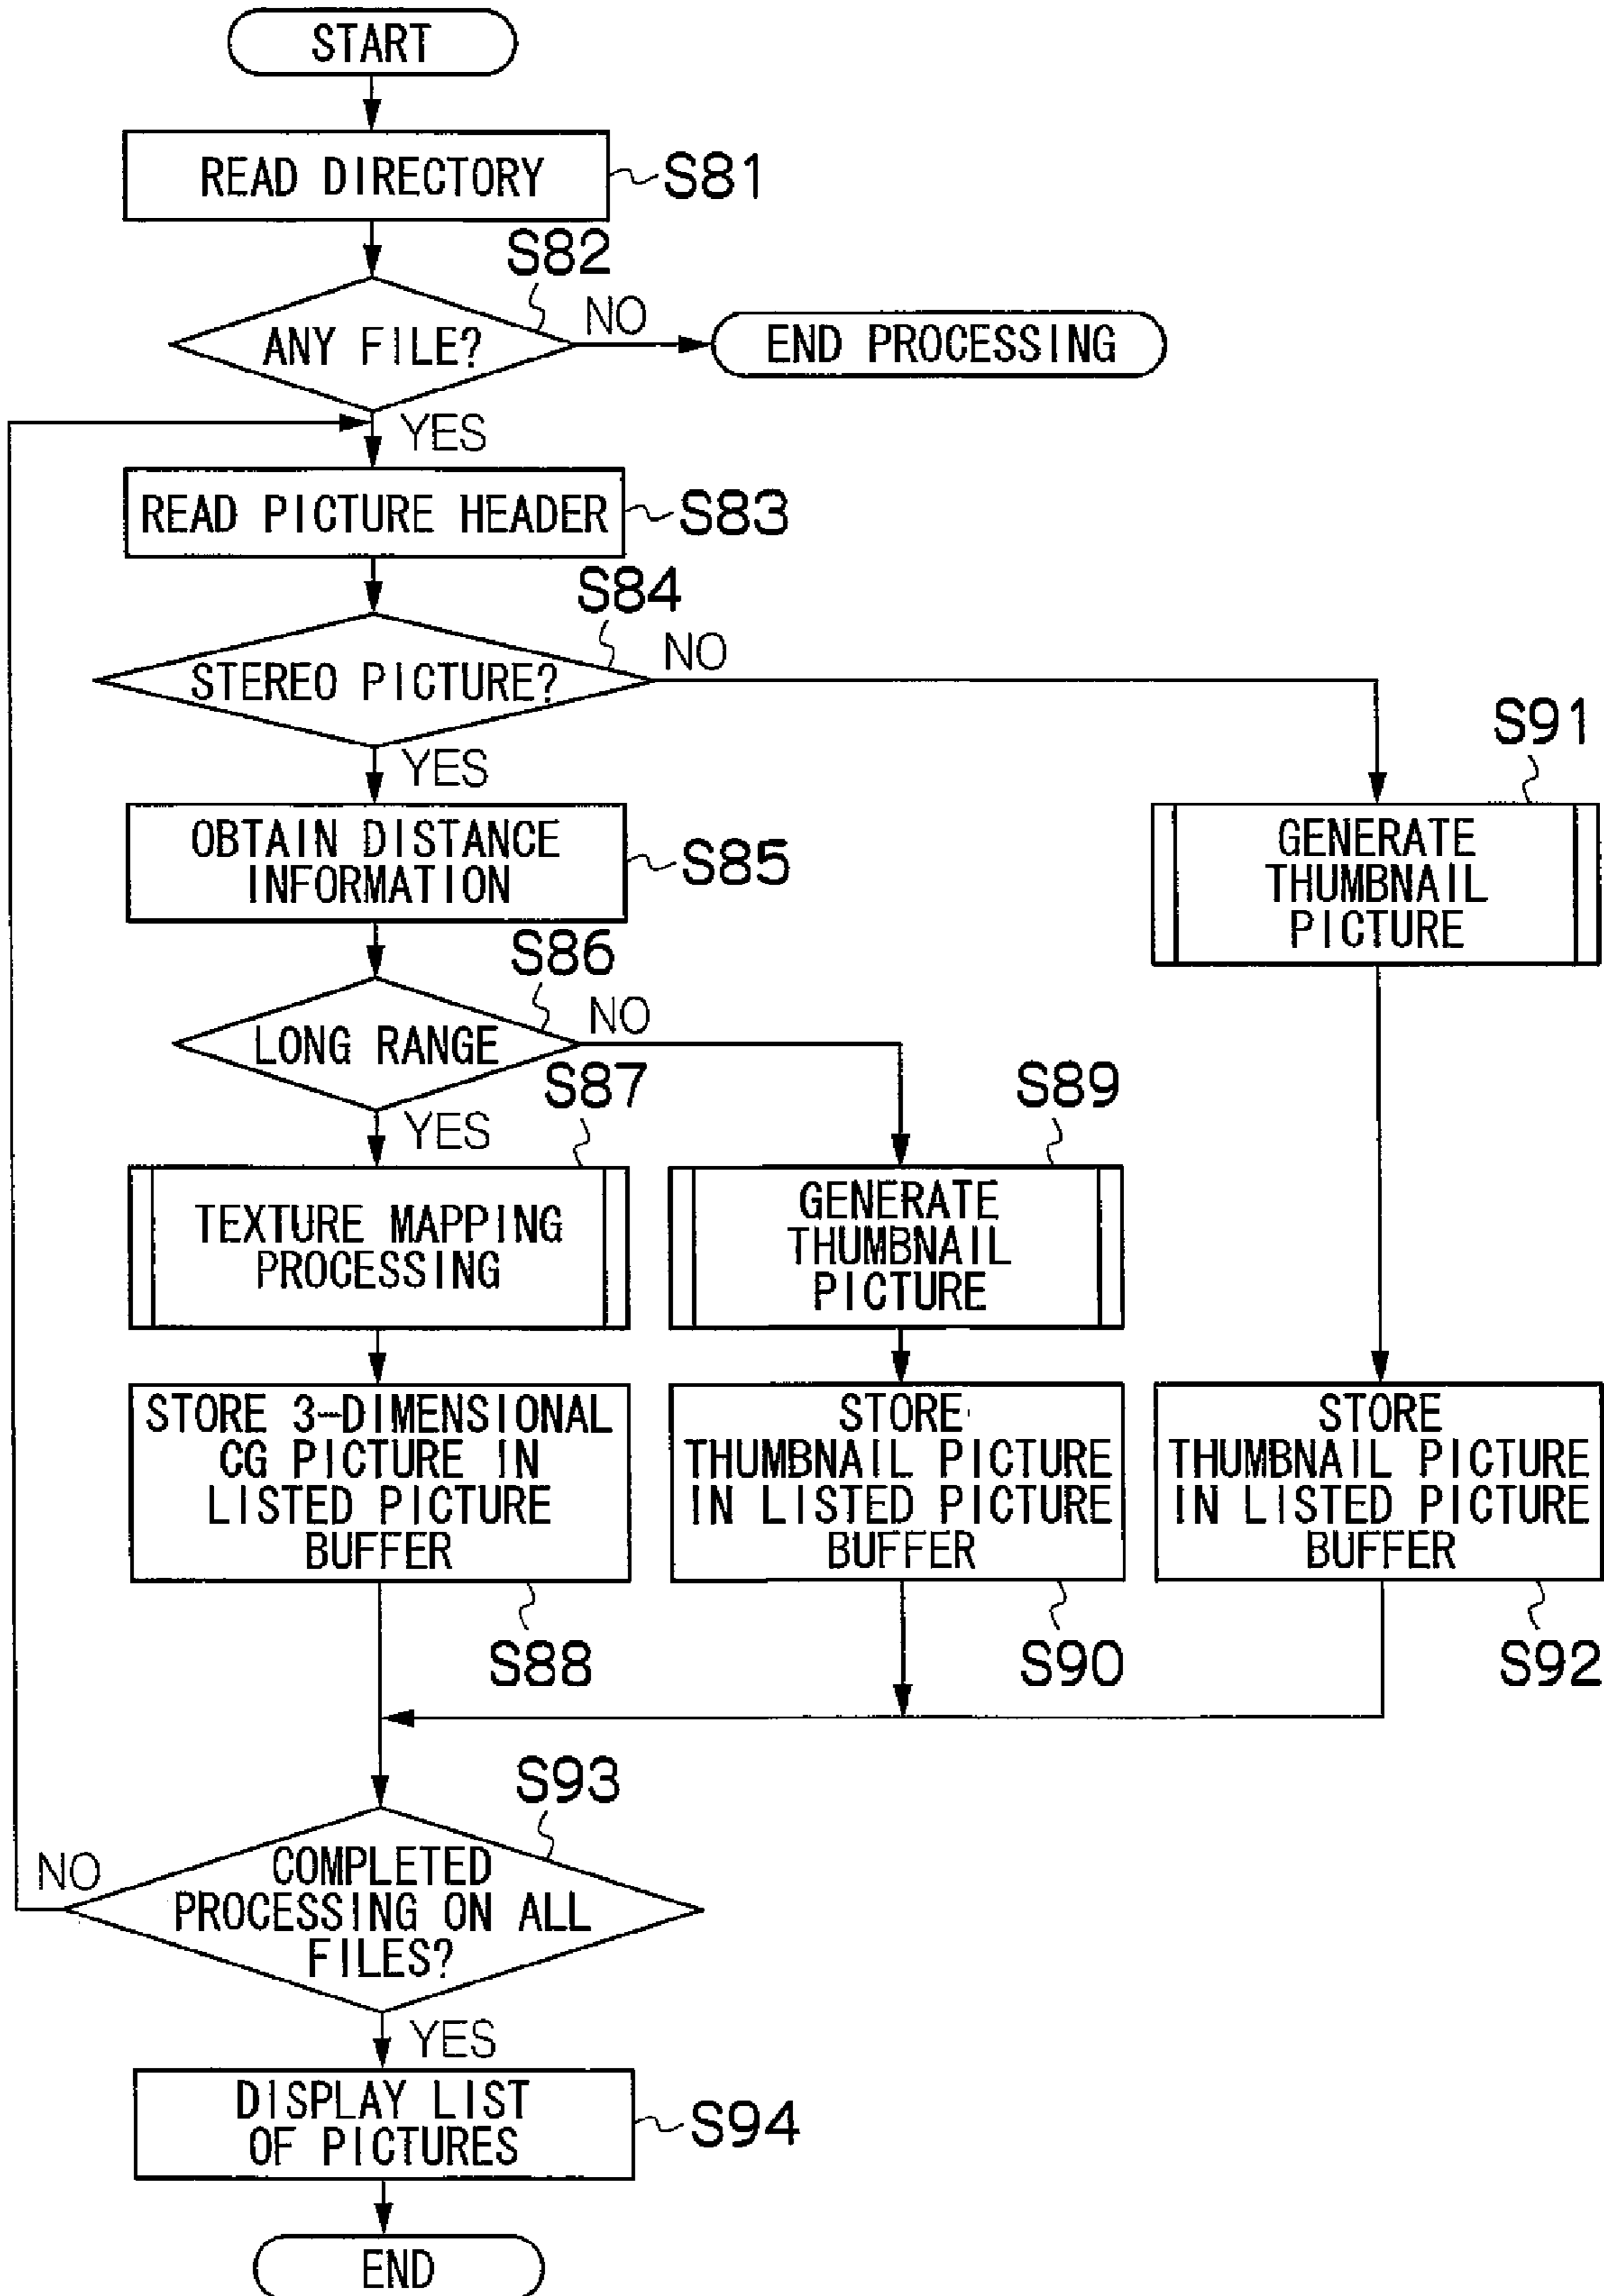 START
READ DIRECTORY
S81
S82
ANY FILE?
NO
END PROCESSING
YES
READ PICTURE HEADER
S83
S84
STEREO PICTURE?
NO
YES
S91
OBTAIN DISTANCE
INFORMATION
S85
GENERATE
THUMBNAIL
PICTURE
S86
LONG RANGE
NO
YES
S87
S89
TEXTURE MAPPING
PROCESSING
GENERATE
THUMBNAIL
PICTURE
STORE 3-DIMENSIONAL
CG PICTURE IN
LISTED PICTURE
BUFFER
STORE
THUMBNAIL PICTURE
IN LISTED PICTURE
BUFFER
STORE
THUMBNAIL PICTURE
IN LISTED PICTURE
BUFFER
S88
S90
S92
S93
COMPLETED
PROCESSING ON ALL
FILES?
NO
YES
DISPLAY LIST
OF PICTURES
S94
END